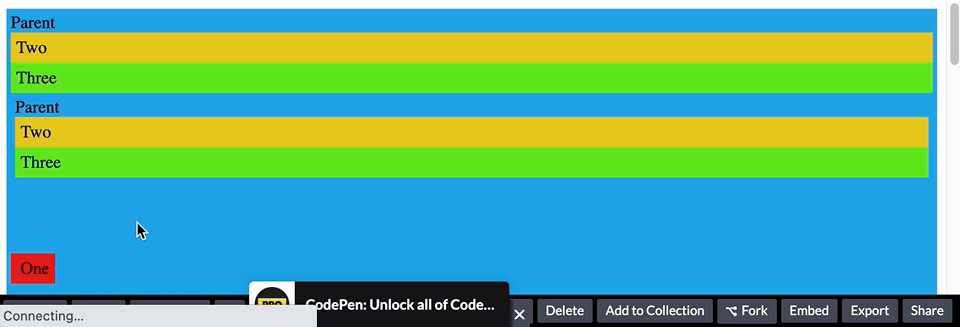 Parent
Two
Three
Parent
Two
Three
One
PRO
CodePen: Unlock all of Code...
Delete
Add to Collection
Fork
Embed
Export
Share
Connecting...